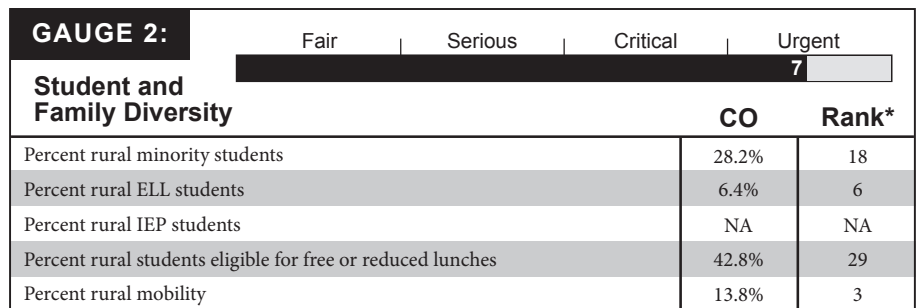 GAUGE 2:
Fair Serious Critical Urgent
7
Student and
Family Diversity
CO Rank*
Percent rural minority students 28.2% 18
Percent rural ELL students 6.4% 6
Percent rural IEP students NA NA
Percent rural students eligible for free or reduced lunches 42.8% 29
Percent rural mobility 13.8% 3